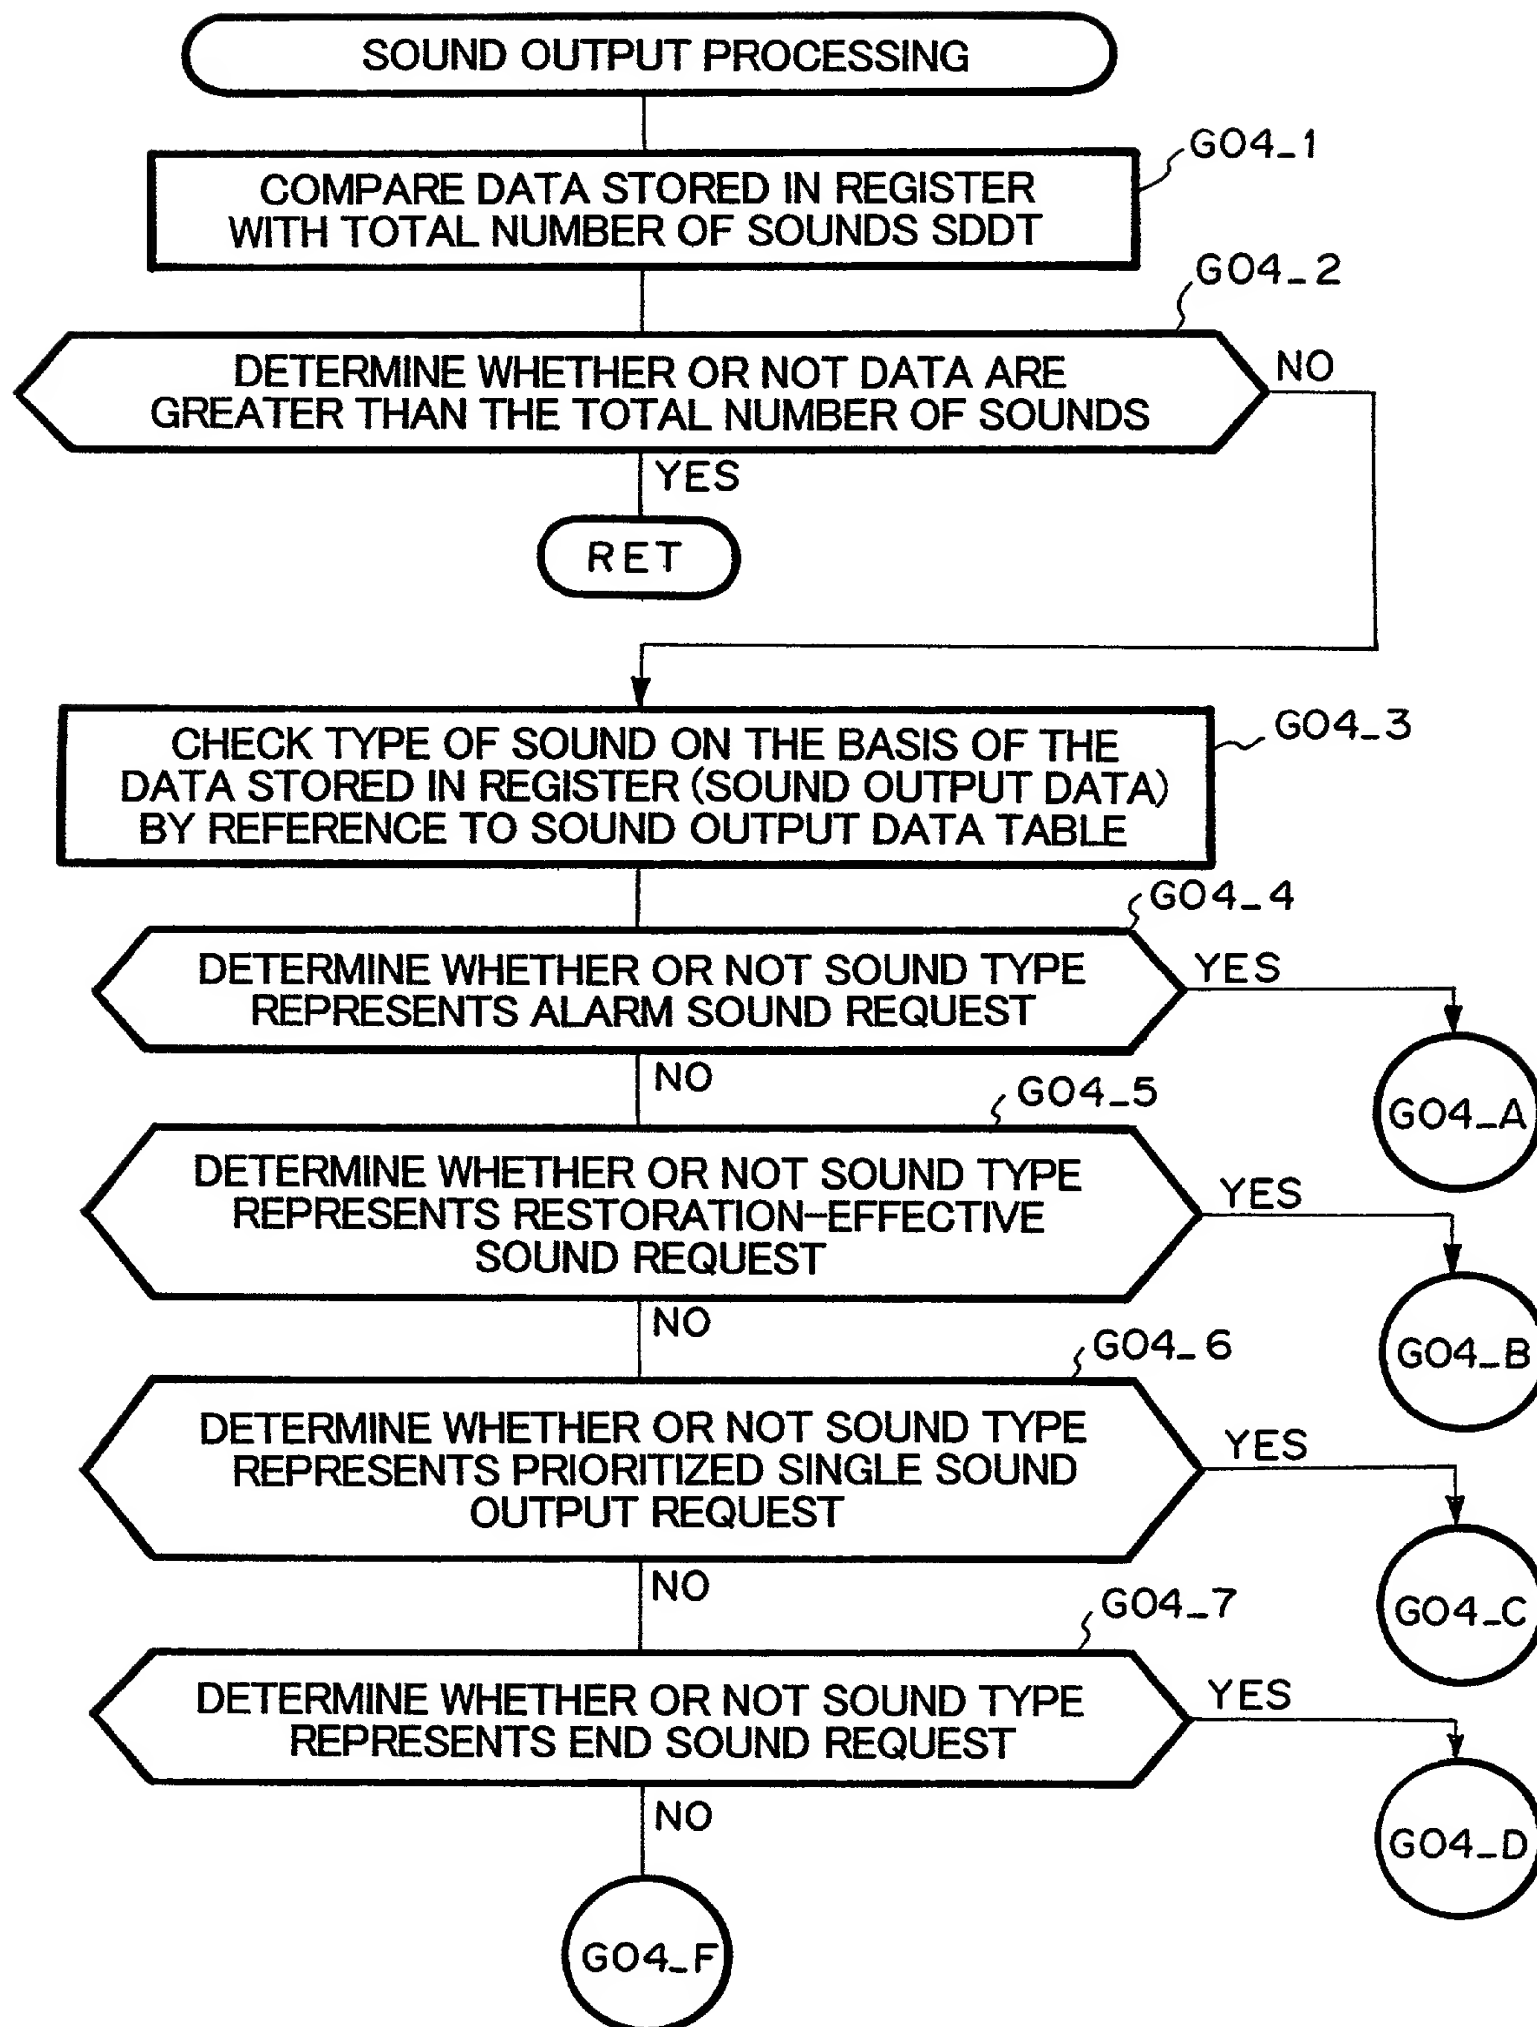 SOUND OUTPUT PROCESSING
G04_1
COMPARE DATA STORED IN REGISTER
WITH TOTAL NUMBER OF SOUNDS SDDT
G04_2
DETERMINE WHETHER OR NOT DATA ARE
GREATER THAN THE TOTAL NUMBER OF SOUNDS
NO
YES
RET
G04_3
CHECK TYPE OF SOUND ON THE BASIS OF THE
DATA STORED IN REGISTER (SOUND OUTPUT DATA)
BY REFERENCE TO SOUND OUTPUT DATA TABLE
G04_4
DETERMINE WHETHER OR NOT SOUND TYPE
REPRESENTS ALARM SOUND REQUEST
YES
G04_A
NO
G04_5
DETERMINE WHETHER OR NOT SOUND TYPE
REPRESENTS RESTORATION-EFFECTIVE
SOUND REQUEST
YES
G04_B
NO
G04_6
DETERMINE WHETHER OR NOT SOUND TYPE
REPRESENTS PRIORITIZED SINGLE SOUND
OUTPUT REQUEST
YES
G04_C
NO
G04_7
DETERMINE WHETHER OR NOT SOUND TYPE
REPRESENTS END SOUND REQUEST
YES
G04_D
NO
G04_F